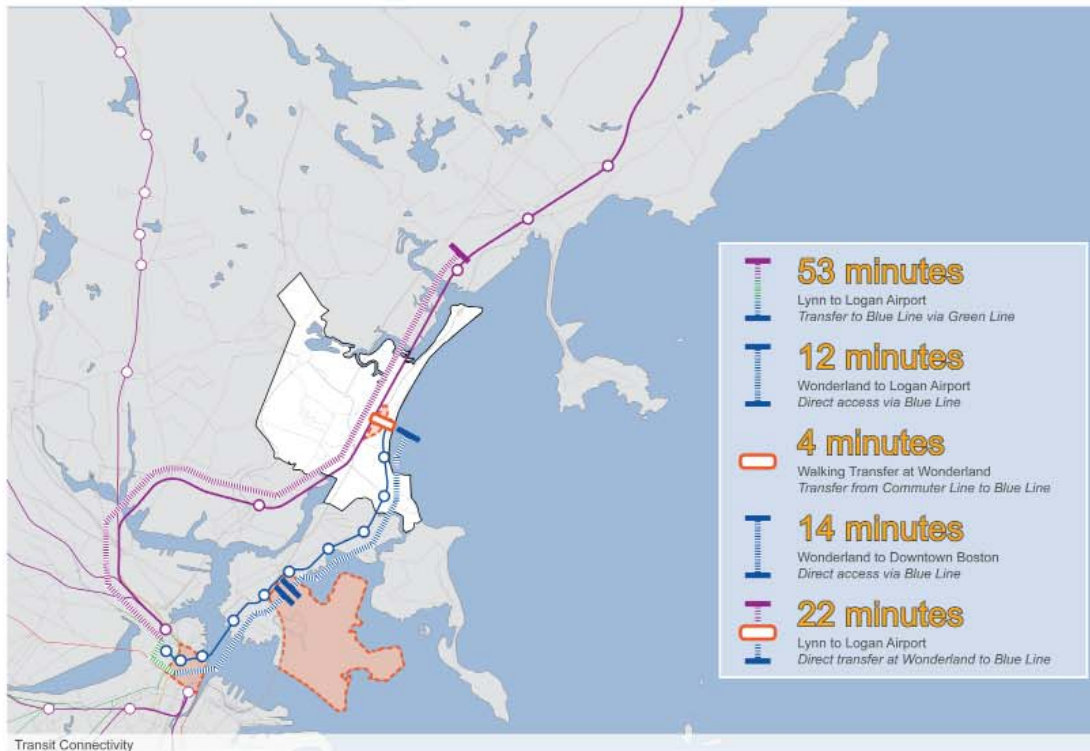 53 minutes
Lynn to Logan Airport
Transfer to Blue Line via Green Line
12 minutes
Wonderland to Logan Airport
Direct access via Blue Line
4 minutes
Walking Transfer at Wonderland
Transfer from Commuter Line to Blue Line
14 minutes
Wonderland to Downtown Boston
Direct access via Blue Line
22 minutes
Lynn to Logan Airport
Direct transfer at Wonderland to Blue Line
Transit Connectivity